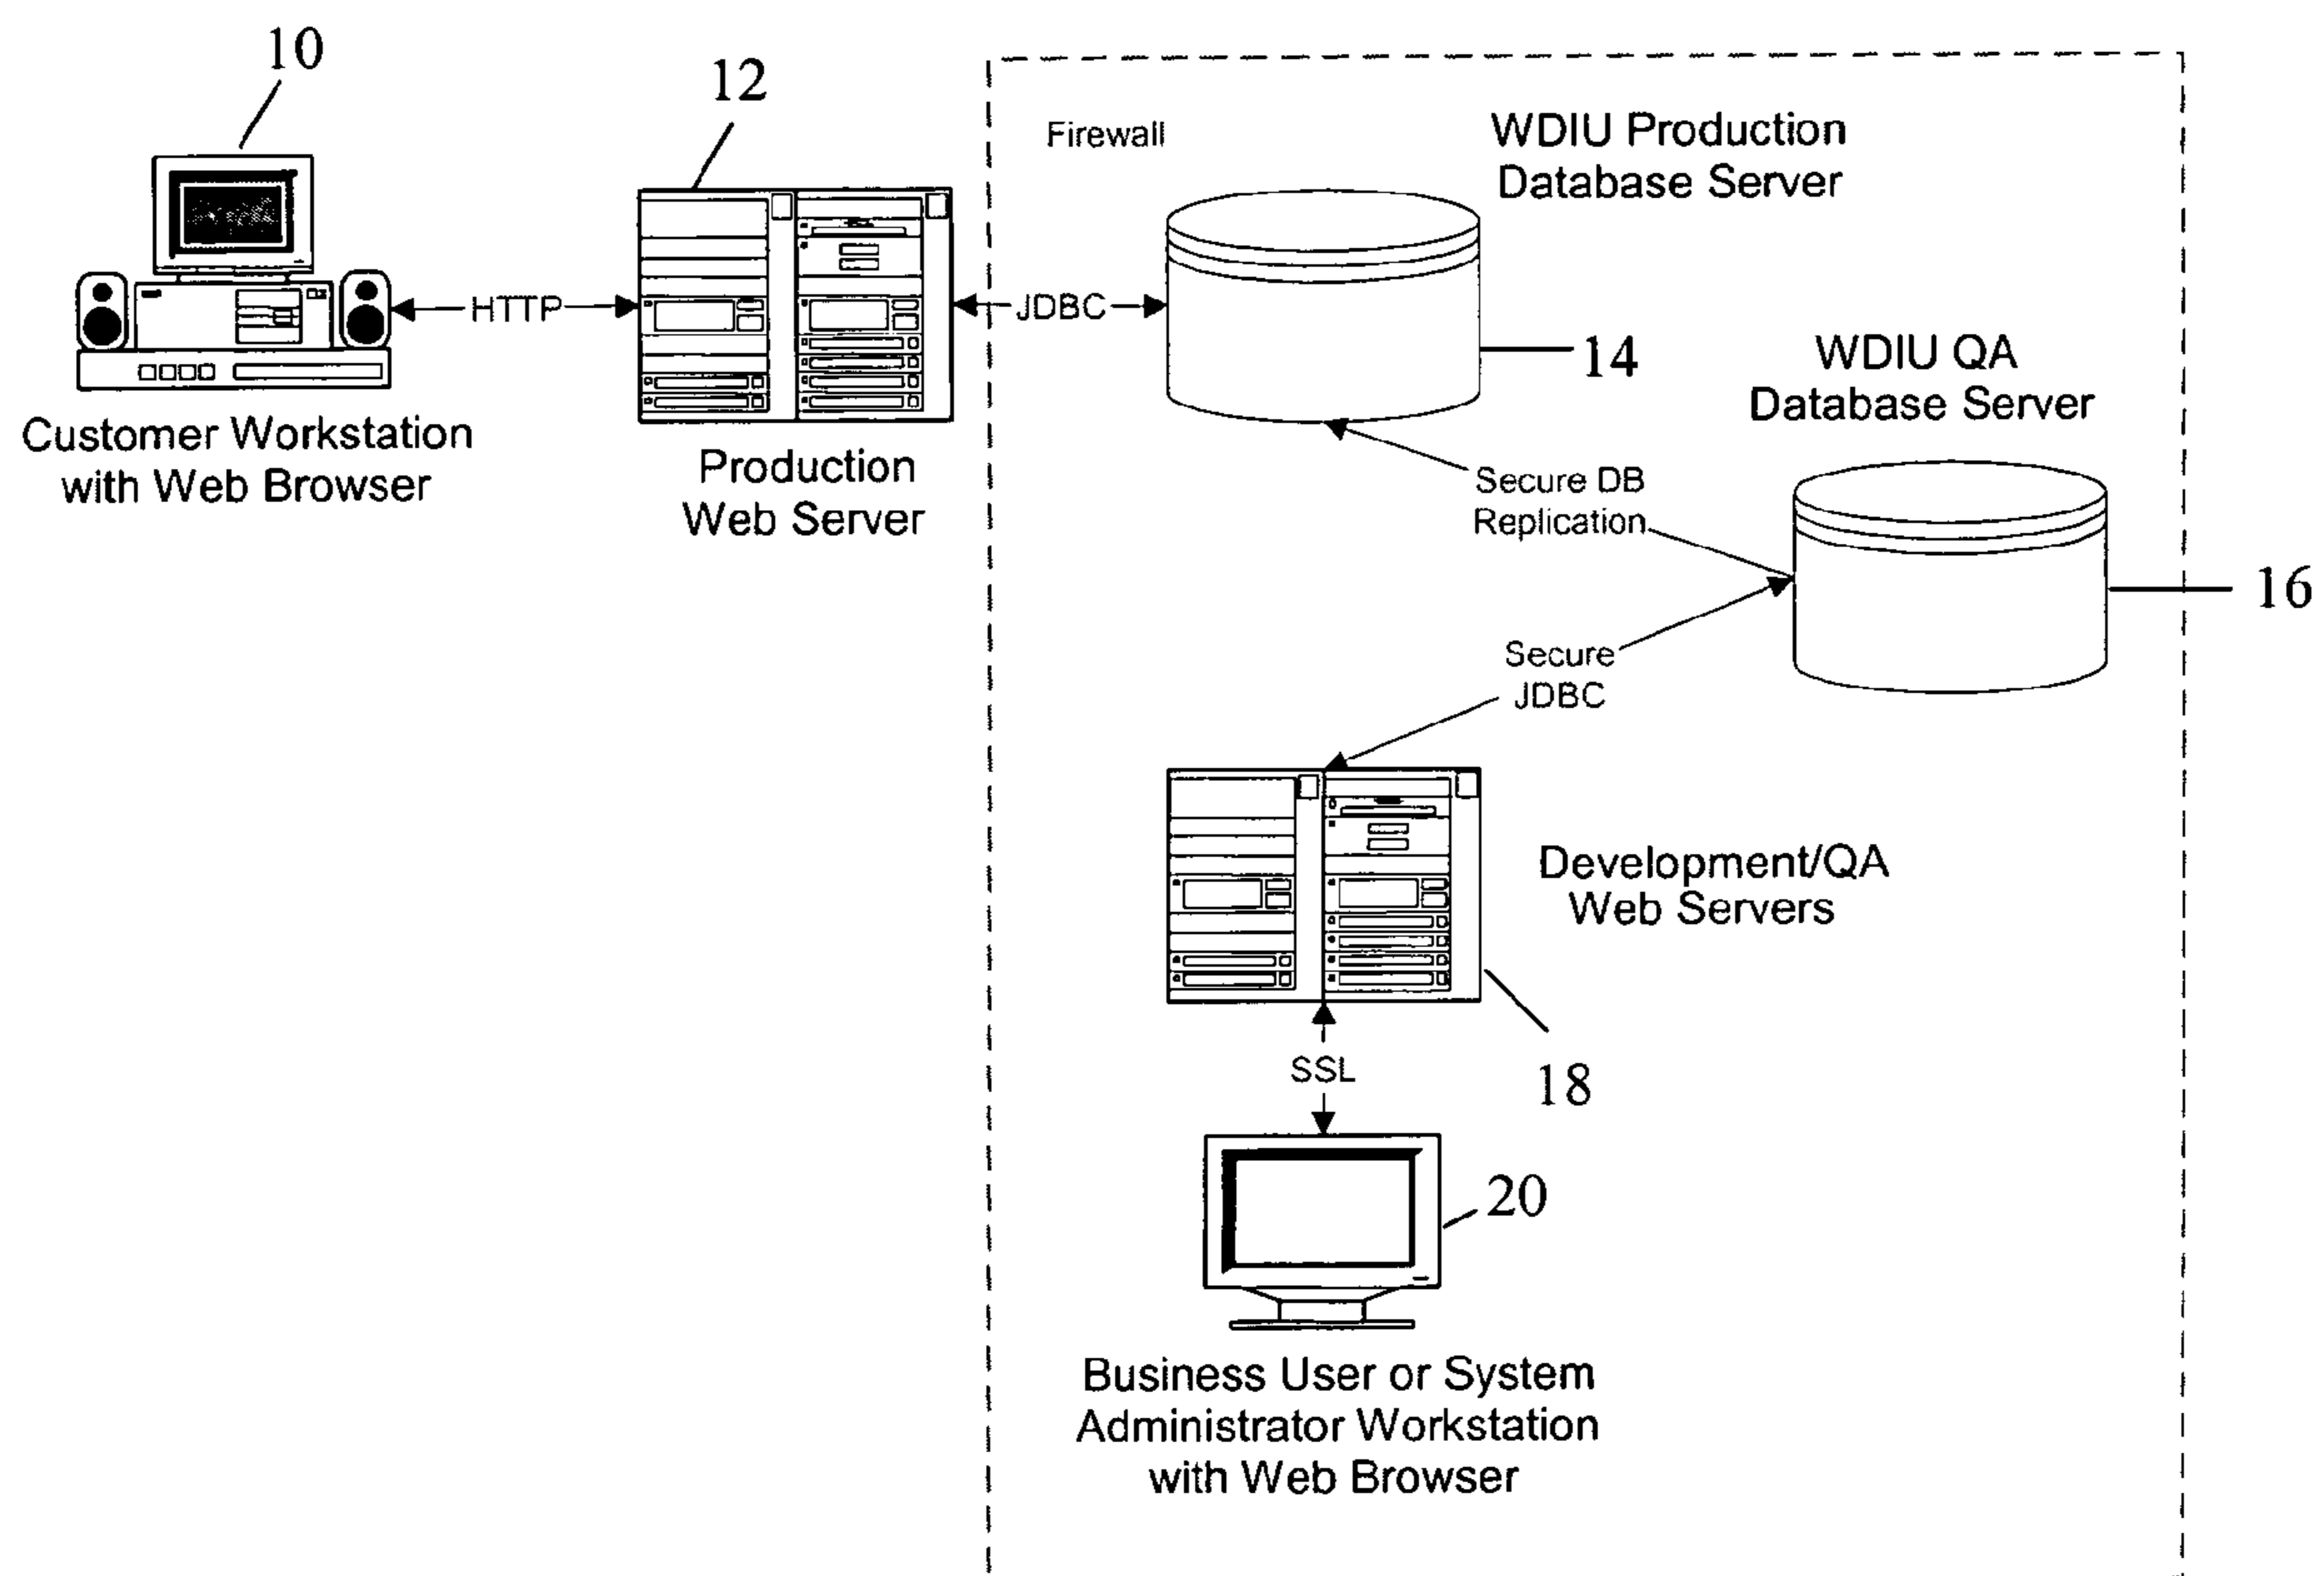 10
12
Firewall
WDIU Production
Database Server
HTTP
JDBC
14
WDIU QA
Database Server
Customer Workstation
with Web Browser
Production
Web Server
Secure DB
Replication
16
Secure
JDBC
Development/QA
Web Servers
SSL
18
20
Business User or System
Administrator Workstation
with Web Browser